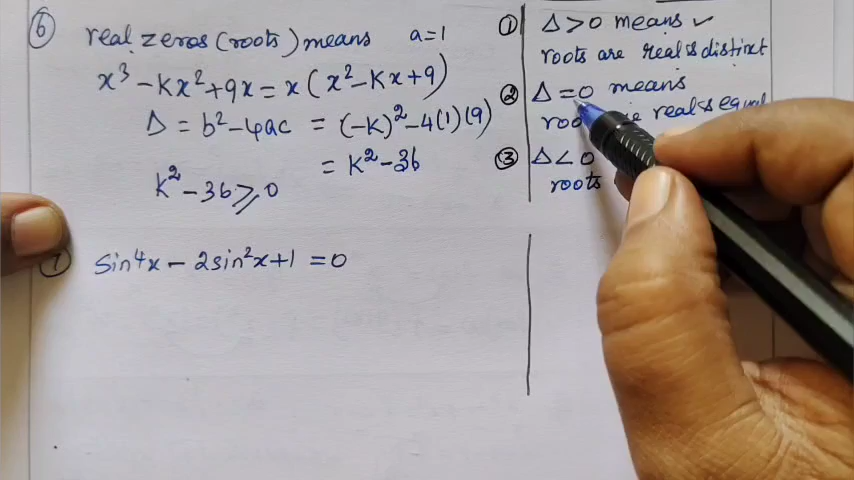 ⑥ real zeros (roots) means a=1
x³ - Kx² + 9x = x(x² - Kx + 9)
Δ = b² - 4ac = (-K)² - 4(1)(9)
= K² - 36
K² - 36 ⩾ 0
⑦ Sin⁴x - 2sin²x + 1 = 0
① Δ > 0 means ✓
roots are real & distinct
② Δ = 0 means
real & equal
③ Δ < 0
roots